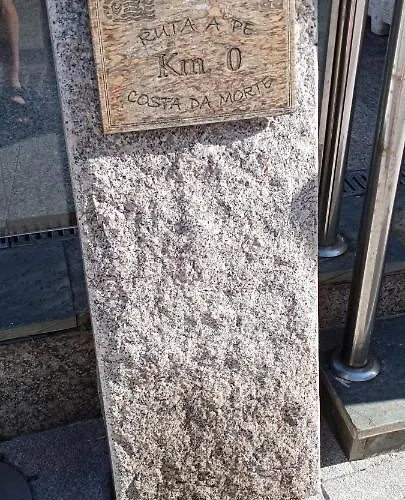 RUTA A PE
Km. 0
COSTA DA MORTE